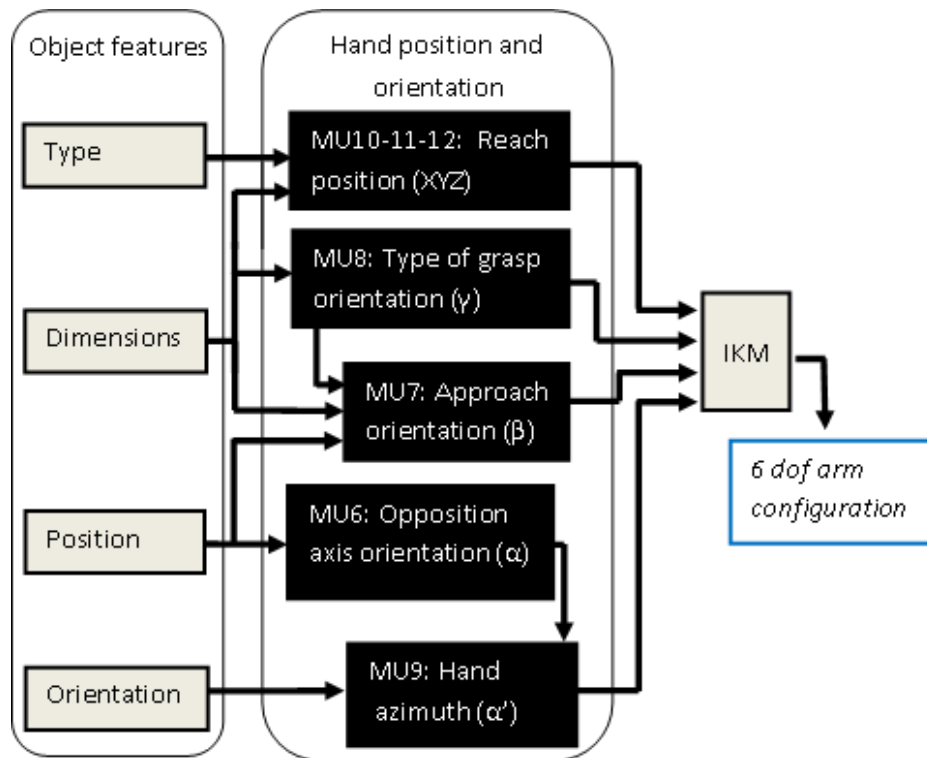 Object features
Type
Dimensions
Position
Orientation
Hand position and
orientation
MU10-11-12: Reach
position (XYZ)
MU8: Type of grasp
orientation (γ)
MU7: Approach
orientation (β)
MU6: Opposition
axis orientation (α)
MU9: Hand
azimuth (α’)
IKM
6 dof arm
configuration